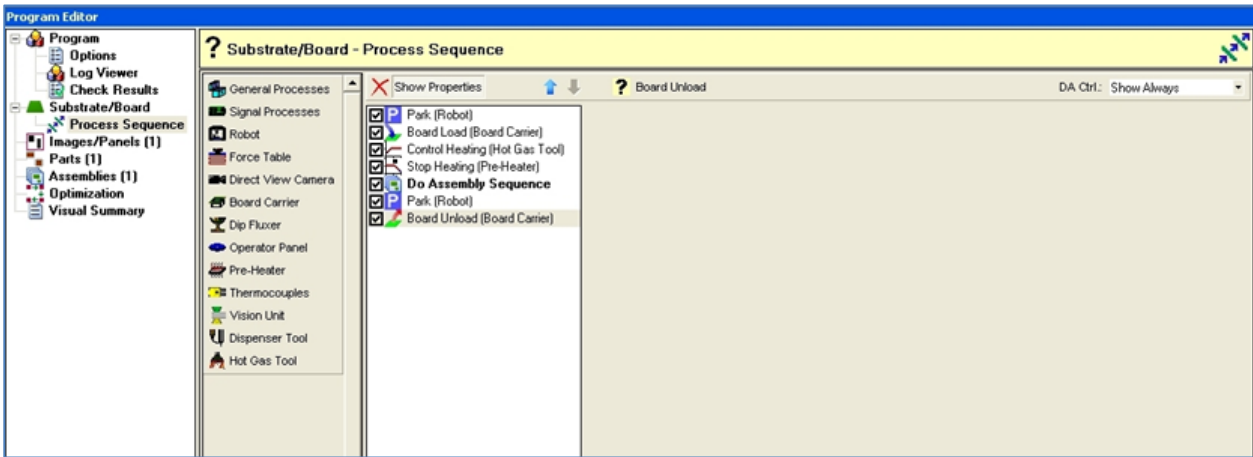 Program Editor
Program
Options
Log Viewer
Check Results
Substrate/Board
Process Sequence
Images/Panels (1)
Parts (1)
Assemblies (1)
Optimization
Visual Summary
? Substrate/Board - Process Sequence
General Processes
Signal Processes
Robot
Force Table
Direct View Camera
Board Carrier
Dip Fluxer
Operator Panel
Pre-Heater
Thermocouples
Vision Unit
Dispenser Tool
Hot Gas Tool
Show Properties
? Board Unload
DA Ctrl.: Show Always
P Park (Robot)
Board Load (Board Carrier)
Control Heating (Hot Gas Tool)
Stop Heating (Pre-Heater)
Do Assembly Sequence
P Park (Robot)
Board Unload (Board Carrier)